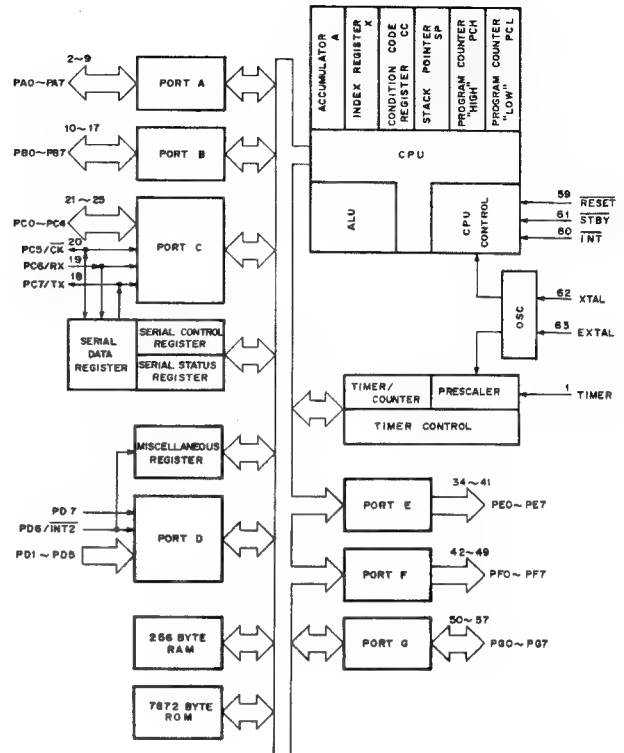 ACCUMULATOR
A
INDEX REGISTER
X
CONDITION CODE
REGISTER CC
STACK POINTER
SP
PROGRAM COUNTER
"HIGH" PCH
PROGRAM COUNTER
"LOW" PCL
CPU
ALU
CPU
CONTROL
59
RESET
61
STBY
60
INT
OSC
62
XTAL
63
EXTAL
TIMER/
COUNTER
PRESCALER
TIMER CONTROL
1
TIMER
2~9
PA0~PA7
PORT A
10~17
PB0~PB7
PORT B
21~25
PC0~PC4
PORT C
PC5/CK
20
PC6/RX
19
PC7/TX
18
SERIAL
DATA
REGISTER
SERIAL CONTROL
REGISTER
SERIAL STATUS
REGISTER
MISCELLANEOUS
REGISTER
PD7
PD6/INT2
PD1~PD5
PORT D
256 BYTE
RAM
7872 BYTE
ROM
PORT E
34~41
PE0~PE7
PORT F
42~49
PF0~PF7
PORT G
50~57
PG0~PG7